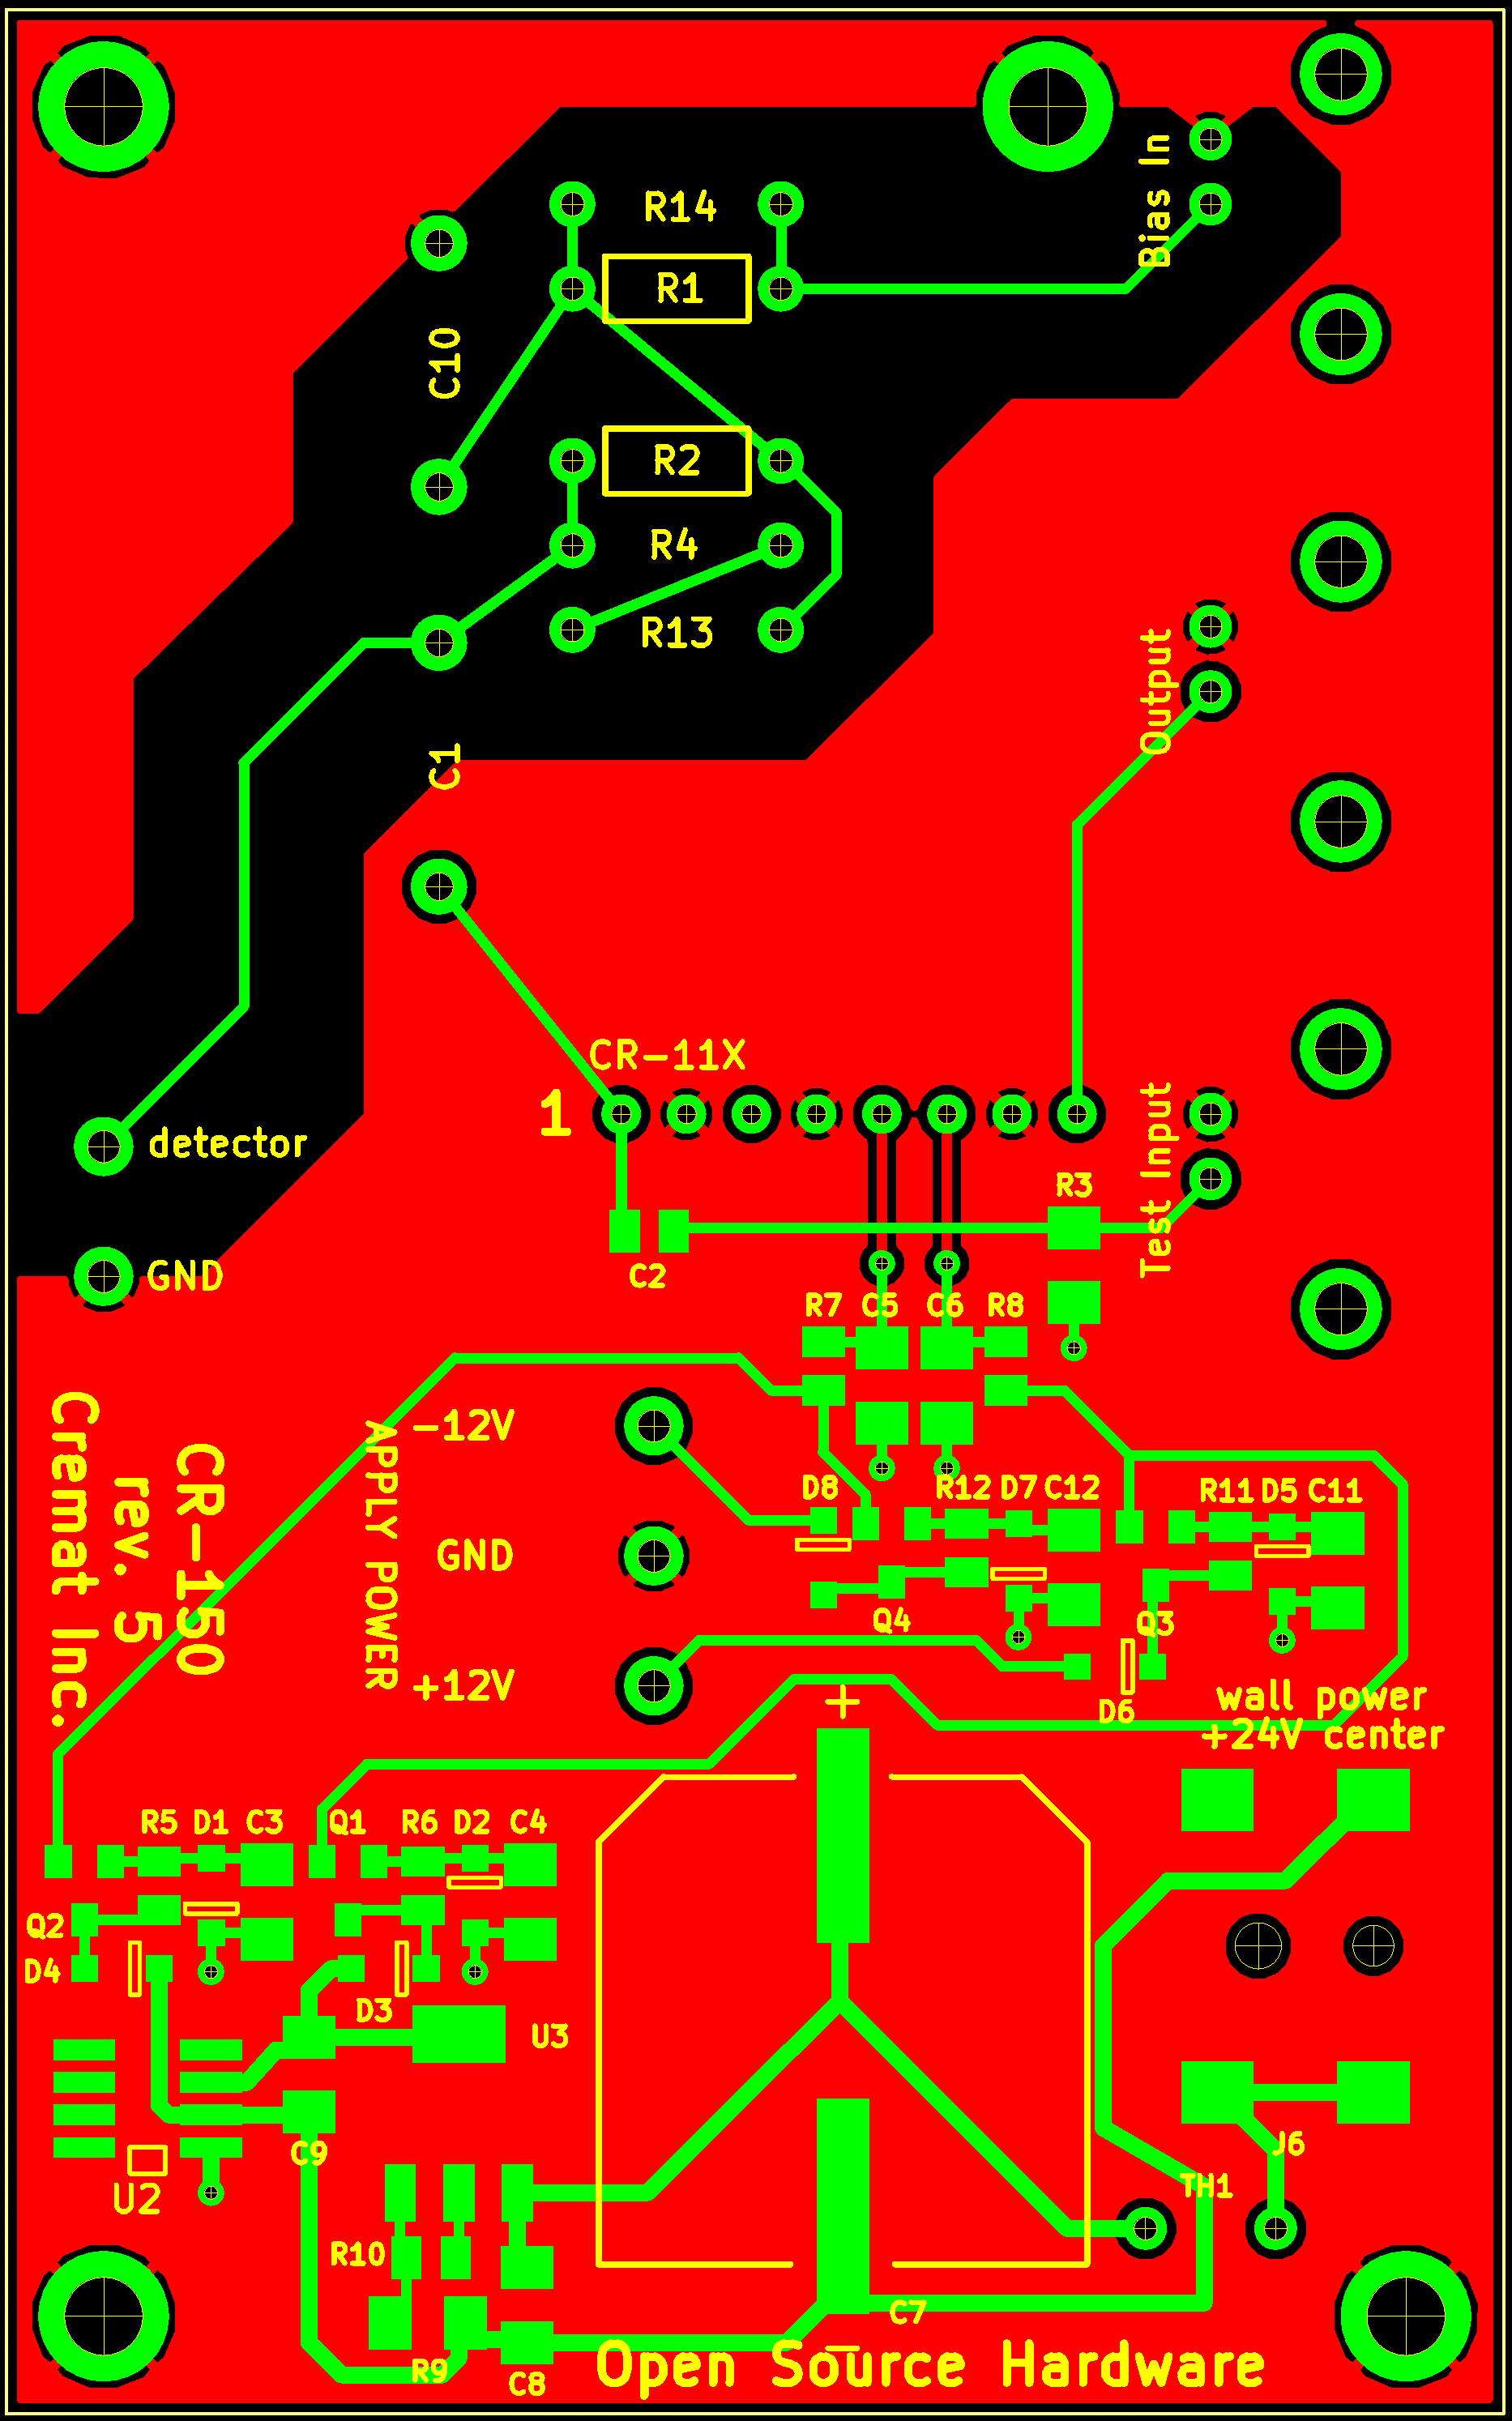 R14
Bias In
R1
C10
R2
R4
R13
Output
C1
CR-11X
1
detector
Test Input
R3
GND
C2
R7 C5 C6 R8
-12V
APPLY POWER
GND
+12V
CR-150
rev. 5
Cremat Inc.
D8 R12 D7 C12
R11 D5 C11
Q4
Q3
D6
wall power
+24V center
+
R5 D1 C3 Q1 R6 D2 C4
Q2
D4
D3
U3
C9
U2
J6
TH1
R10
C7
R9
C8
Open Source Hardware